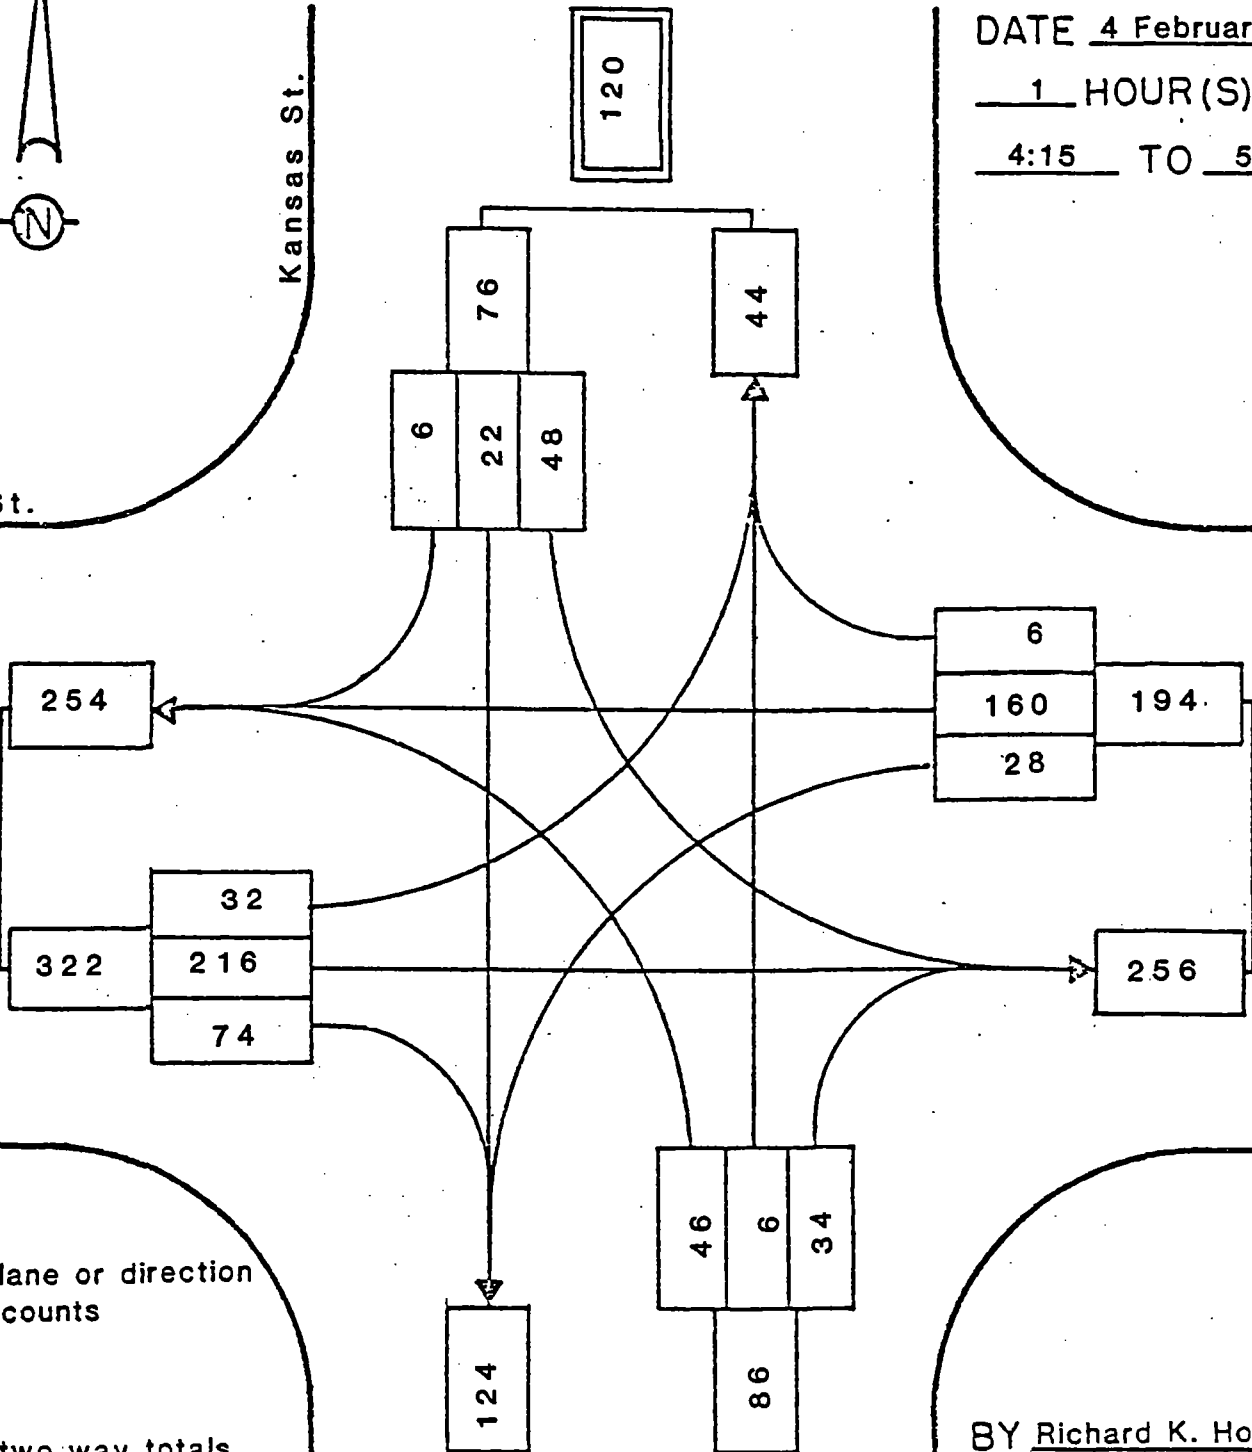 DATE 4 Februar
1 HOUR(S)
4:15 TO 5
120
Kansas St.
N
76
44
6 22 48
St.
6
254
160 194
28
32
322 216
256
74
46 6 34
lane or direction
counts
124
86
two way totals
BY Richard K. Ho